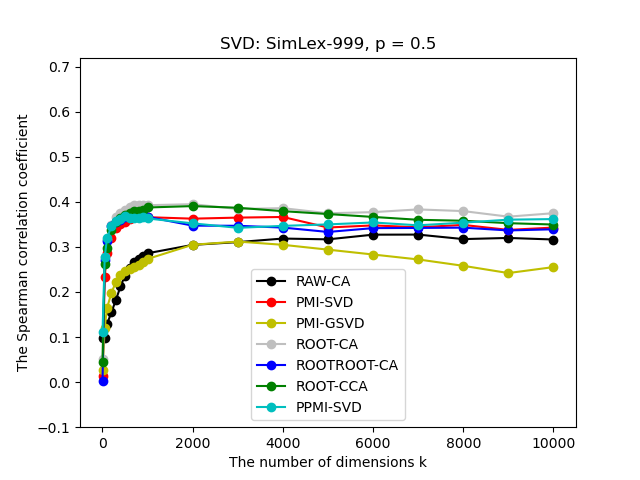 SVD: SimLex-999, p = 0.5
The Spearman correlation coefficient
0.7
0.6
0.5
0.4
0.3
0.2
0.1
0.0
−0.1
RAW-CA
PMI-SVD
PMI-GSVD
ROOT-CA
ROOTROOT-CA
ROOT-CCA
PPMI-SVD
0 2000 4000 6000 8000 10000
The number of dimensions k